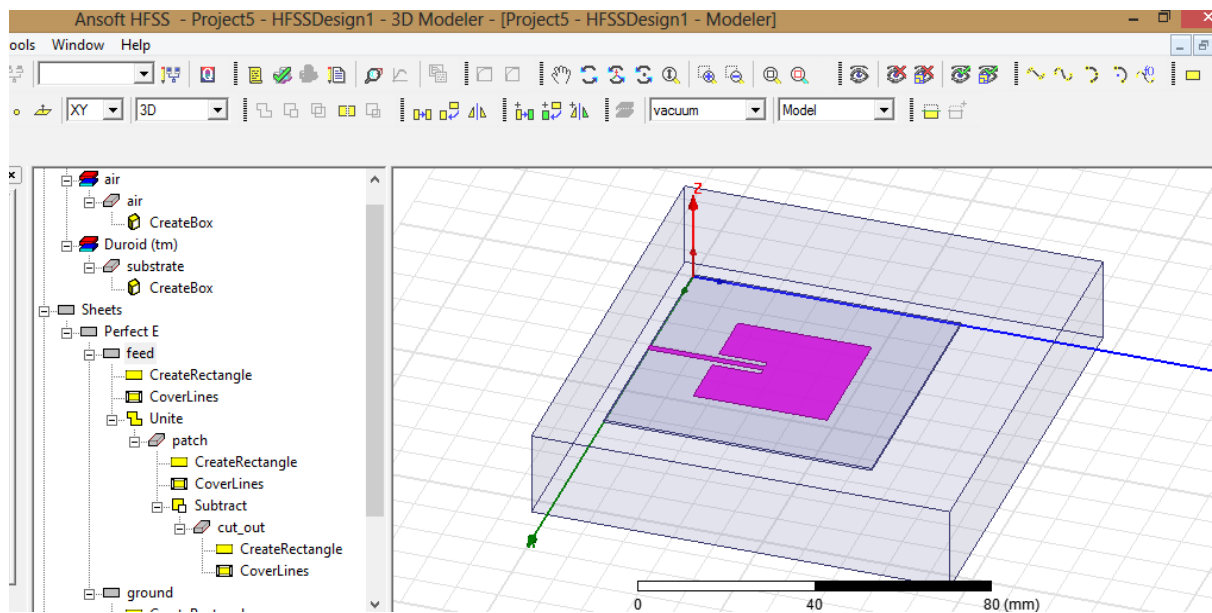 Ansoft HFSS - Project5 - HFSSDesign1 - 3D Modeler - [Project5 - HFSSDesign1 - Modeler]
ools Window Help
XY 3D vacuum Model
air
air
CreateBox
Duroid (tm)
substrate
CreateBox
Sheets
Perfect E
feed
CreateRectangle
CoverLines
Unite
patch
CreateRectangle
CoverLines
Subtract
cut_out
CreateRectangle
CoverLines
ground
CreateRectangle
Z
0 40 80 (mm)